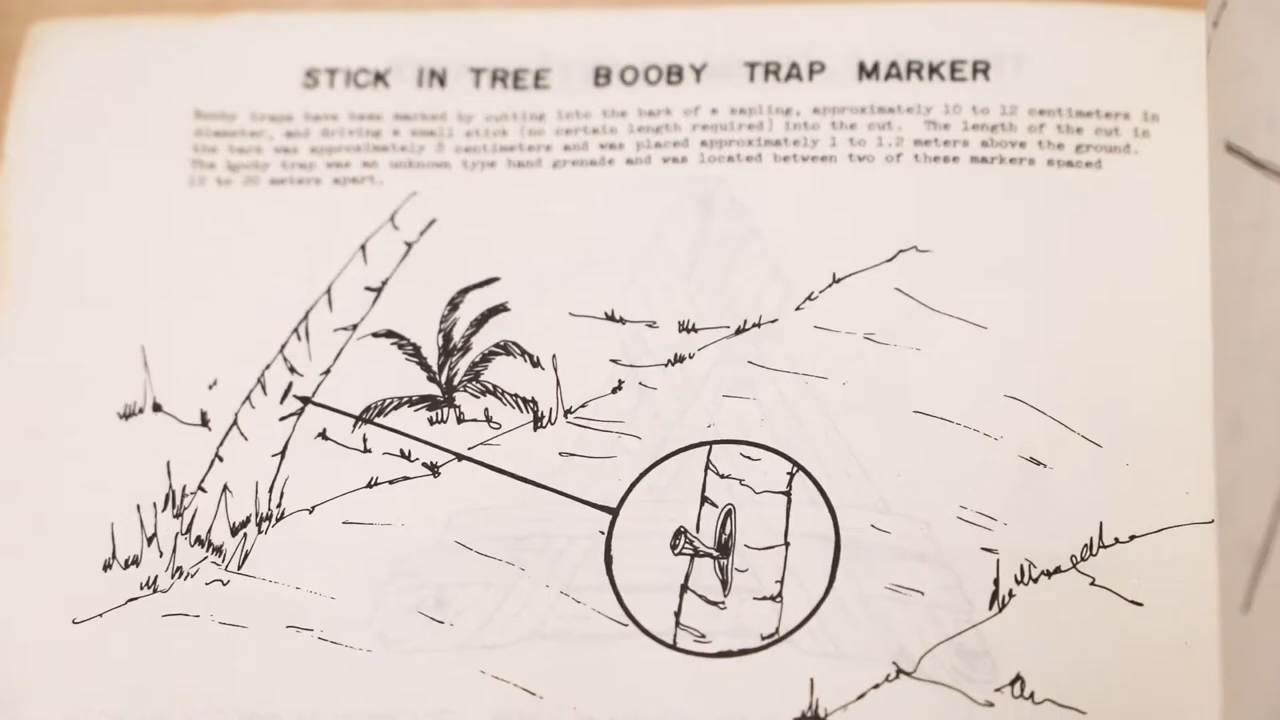 STICK IN TREE BOOBY TRAP MARKER
Booby traps have been marked by cutting into the bark of a sapling, approximately 10 to 12 centimeters in
diameter, and driving a small stick (no certain length required) into the cut. The length of the cut in
the bark was approximately 8 centimeters and was placed approximately 1 to 1.2 meters above the ground.
The booby trap was an unknown type hand grenade and was located between two of these markers spaced
to 20 meters apart.